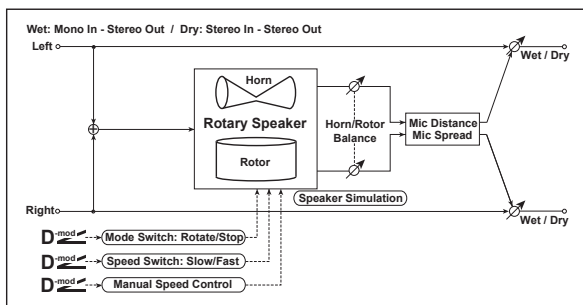 Wet: Mono In - Stereo Out / Dry: Stereo In - Stereo Out
Left
Wet / Dry
Horn
Rotary Speaker
Rotor
Horn/Rotor
Balance
Mic Distance
Mic Spread
Speaker Simulation
Right
Wet / Dry
D-mod
Mode Switch: Rotate/Stop
D-mod
Speed Switch: Slow/Fast
D-mod
Manual Speed Control